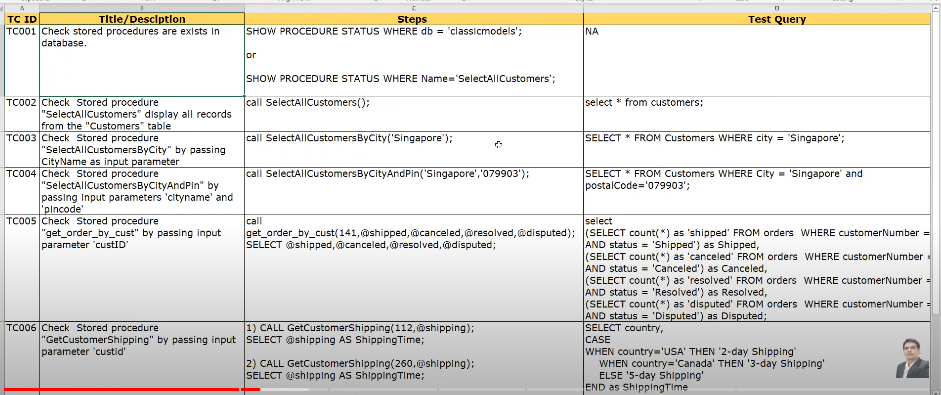 A B C D
TC ID Title/Desciption Steps Test Query
TC001 Check stored procedures are exists in
database.
SHOW PROCEDURE STATUS WHERE db = 'classicmodels';
or
SHOW PROCEDURE STATUS WHERE Name='SelectAllCustomers';
NA
TC002 Check Stored procedure
"SelectAllCustomers" display all records
from the "Customers" table
call SelectAllCustomers();
select * from customers;
TC003 Check Stored procedure
"SelectAllCustomersByCity" by passing
CityName as input parameter
call SelectAllCustomersByCity('Singapore');
SELECT * FROM Customers WHERE city = 'Singapore';
TC004 Check Stored procedure
"SelectAllCustomersByCityAndPin" by
passing input parameters 'cityname' and
'pincode'
call SelectAllCustomersByCityAndPin('Singapore','079903');
SELECT * FROM Customers WHERE City = 'Singapore' and
postalCode='079903';
TC005 Check Stored procedure
"get_order_by_cust" by passing input
parameter 'custID'
call
get_order_by_cust(141,@shipped,@canceled,@resolved,@disputed);
SELECT @shipped,@canceled,@resolved,@disputed;
select
(SELECT count(*) as 'shipped' FROM orders WHERE customerNumber =
AND status = 'Shipped') as Shipped,
(SELECT count(*) as 'canceled' FROM orders WHERE customerNumber =
AND status = 'Canceled') as Canceled,
(SELECT count(*) as 'resolved' FROM orders WHERE customerNumber =
AND status = 'Resolved') as Resolved,
(SELECT count(*) as 'disputed' FROM orders WHERE customerNumber =
AND status = 'Disputed') as Disputed;
TC006 Check Stored procedure
"GetCustomerShipping" by passing input
parameter 'custid'
1) CALL GetCustomerShipping(112,@shipping);
SELECT @shipping AS ShippingTime;
2) CALL GetCustomerShipping(260,@shipping);
SELECT @shipping AS ShippingTime;
SELECT country,
CASE
WHEN country='USA' THEN '2-day Shipping'
WHEN country='Canada' THEN '3-day Shipping'
ELSE '5-day Shipping'
END as ShippingTime